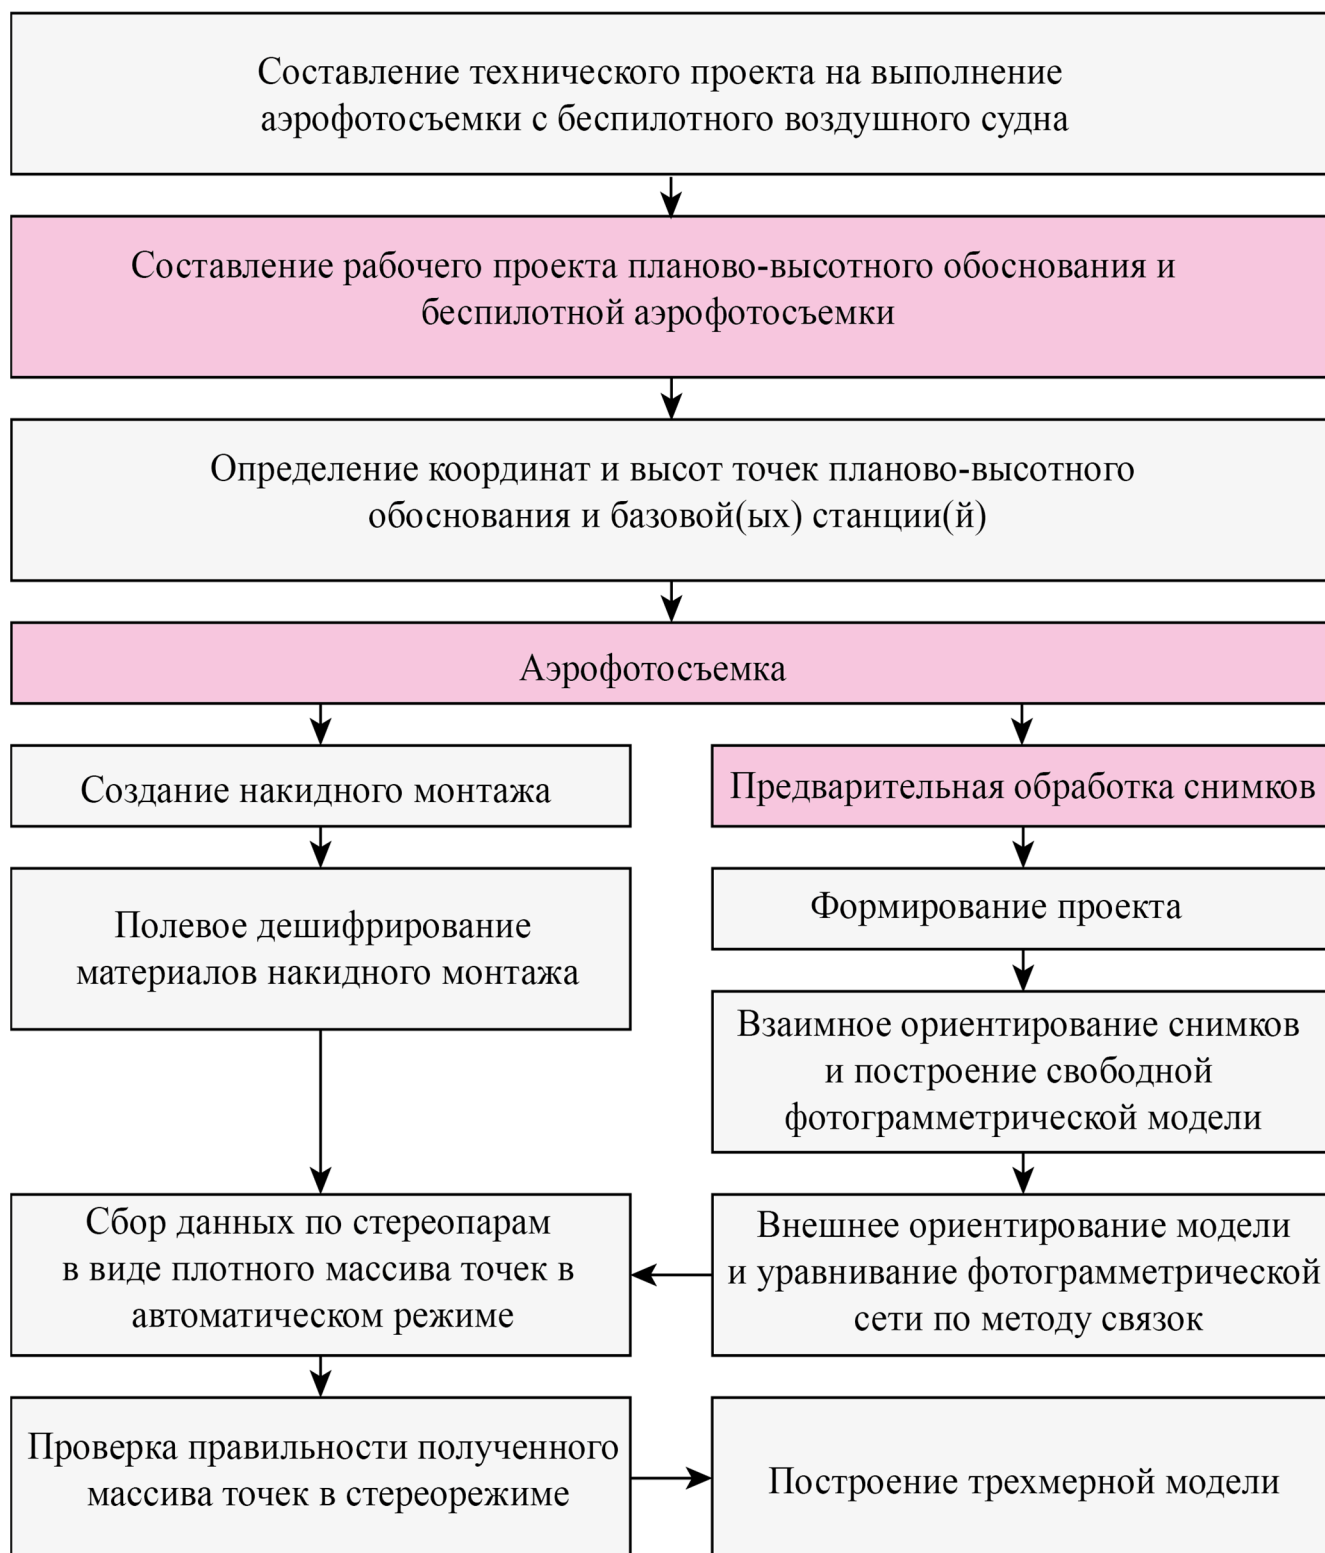 Составление технического проекта на выполнение
аэрофотосъемки с беспилотного воздушного судна
Составление рабочего проекта планово-высотного обоснования и
беспилотной аэрофотосъемки
Определение координат и высот точек планово-высотного
обоснования и базовой(ых) станции(й)
Аэрофотосъемка
Создание накидного монтажа
Предварительная обработка снимков
Полевое дешифрирование
материалов накидного монтажа
Формирование проекта
Взаимное ориентирование снимков
и построение свободной
фотограмметрической модели
Сбор данных по стереопарам
в виде плотного массива точек в
автоматическом режиме
Внешнее ориентирование модели
и уравнивание фотограмметрической
сети по методу связок
Проверка правильности полученного
массива точек в стереорежиме
Построение трехмерной модели